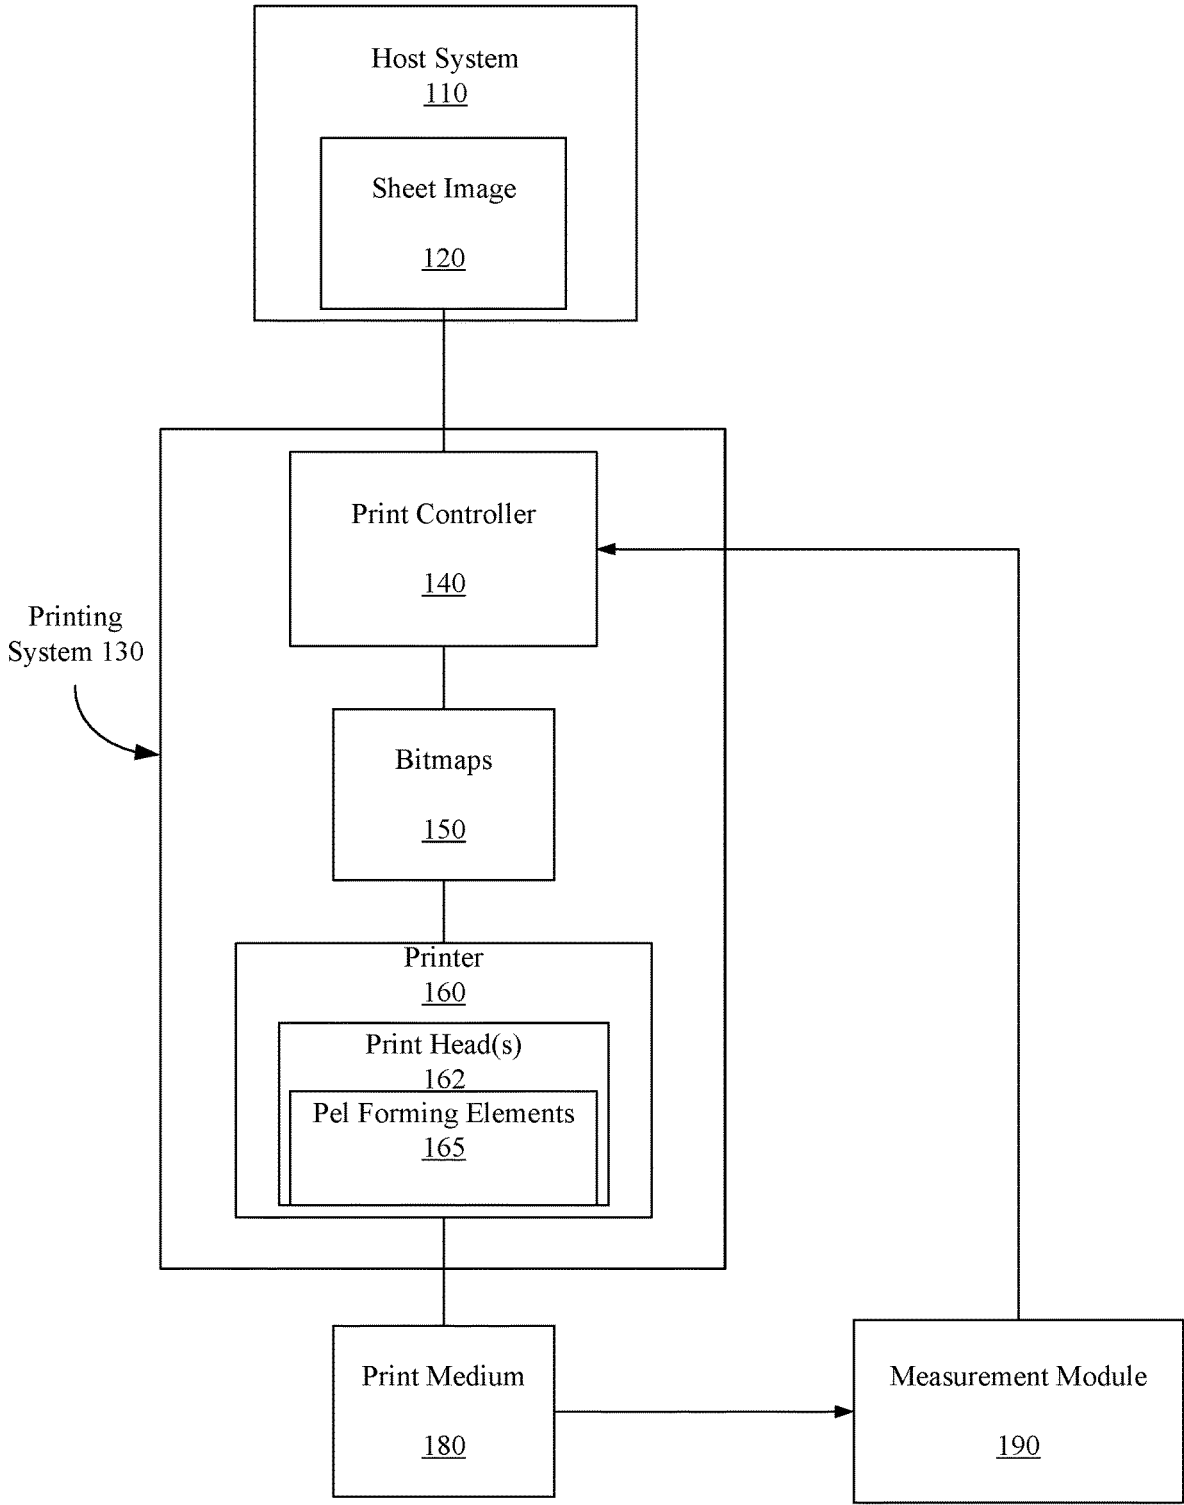 Host System
110
Sheet Image
120
Print Controller
140
Printing
System 130
Bitmaps
150
Printer
160
Print Head(s)
162
Pel Forming Elements
165
Print Medium
180
Measurement Module
190